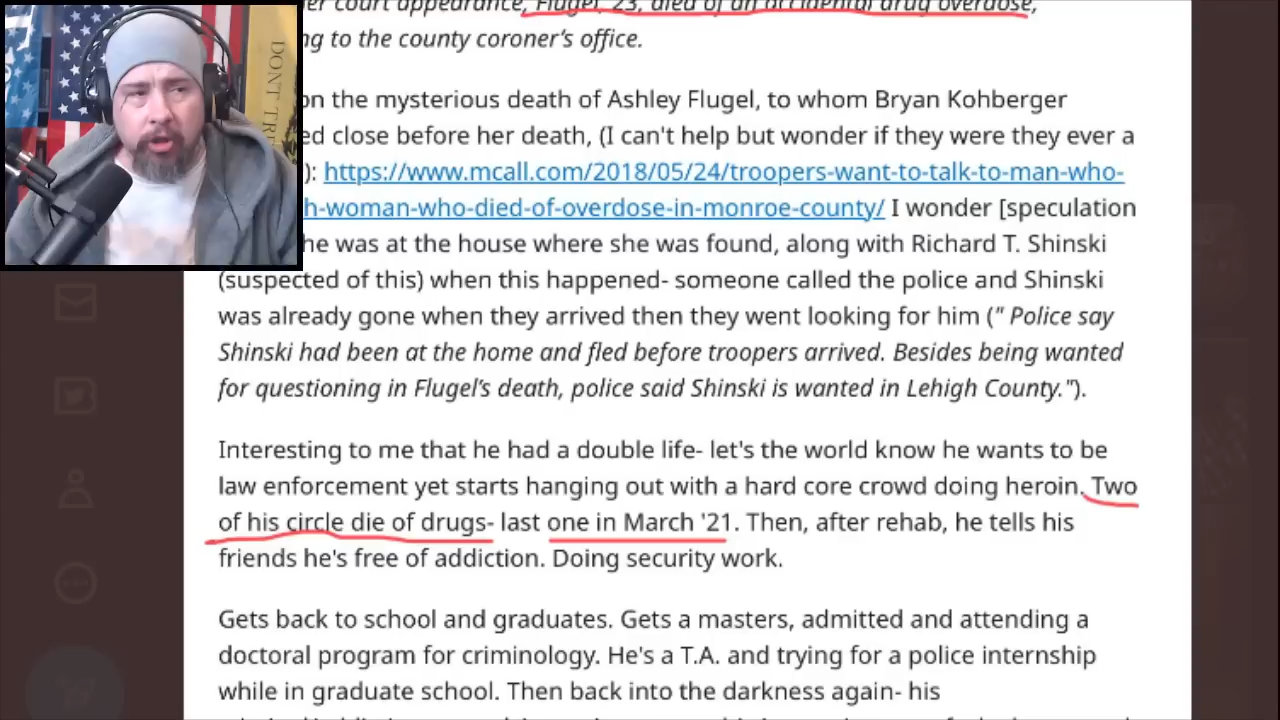 er court appearance, Flugel, 23, died of an accidental drug overdose,
ng to the county coroner's office.
on the mysterious death of Ashley Flugel, to whom Bryan Kohberger
ed close before her death, (I can't help but wonder if they were they ever a
): https://www.mcall.com/2018/05/24/troopers-want-to-talk-to-man-who-
h-woman-who-died-of-overdose-in-monroe-county/ I wonder [speculation
he was at the house where she was found, along with Richard T. Shinski
(suspected of this) when this happened- someone called the police and Shinski
was already gone when they arrived then they went looking for him (" Police say
Shinski had been at the home and fled before troopers arrived. Besides being wanted
for questioning in Flugel's death, police said Shinski is wanted in Lehigh County.").
Interesting to me that he had a double life- let's the world know he wants to be
law enforcement yet starts hanging out with a hard core crowd doing heroin. Two
of his circle die of drugs- last one in March '21. Then, after rehab, he tells his
friends he's free of addiction. Doing security work.
Gets back to school and graduates. Gets a masters, admitted and attending a
doctoral program for criminology. He's a T.A. and trying for a police internship
while in graduate school. Then back into the darkness again- his
DONT TRE